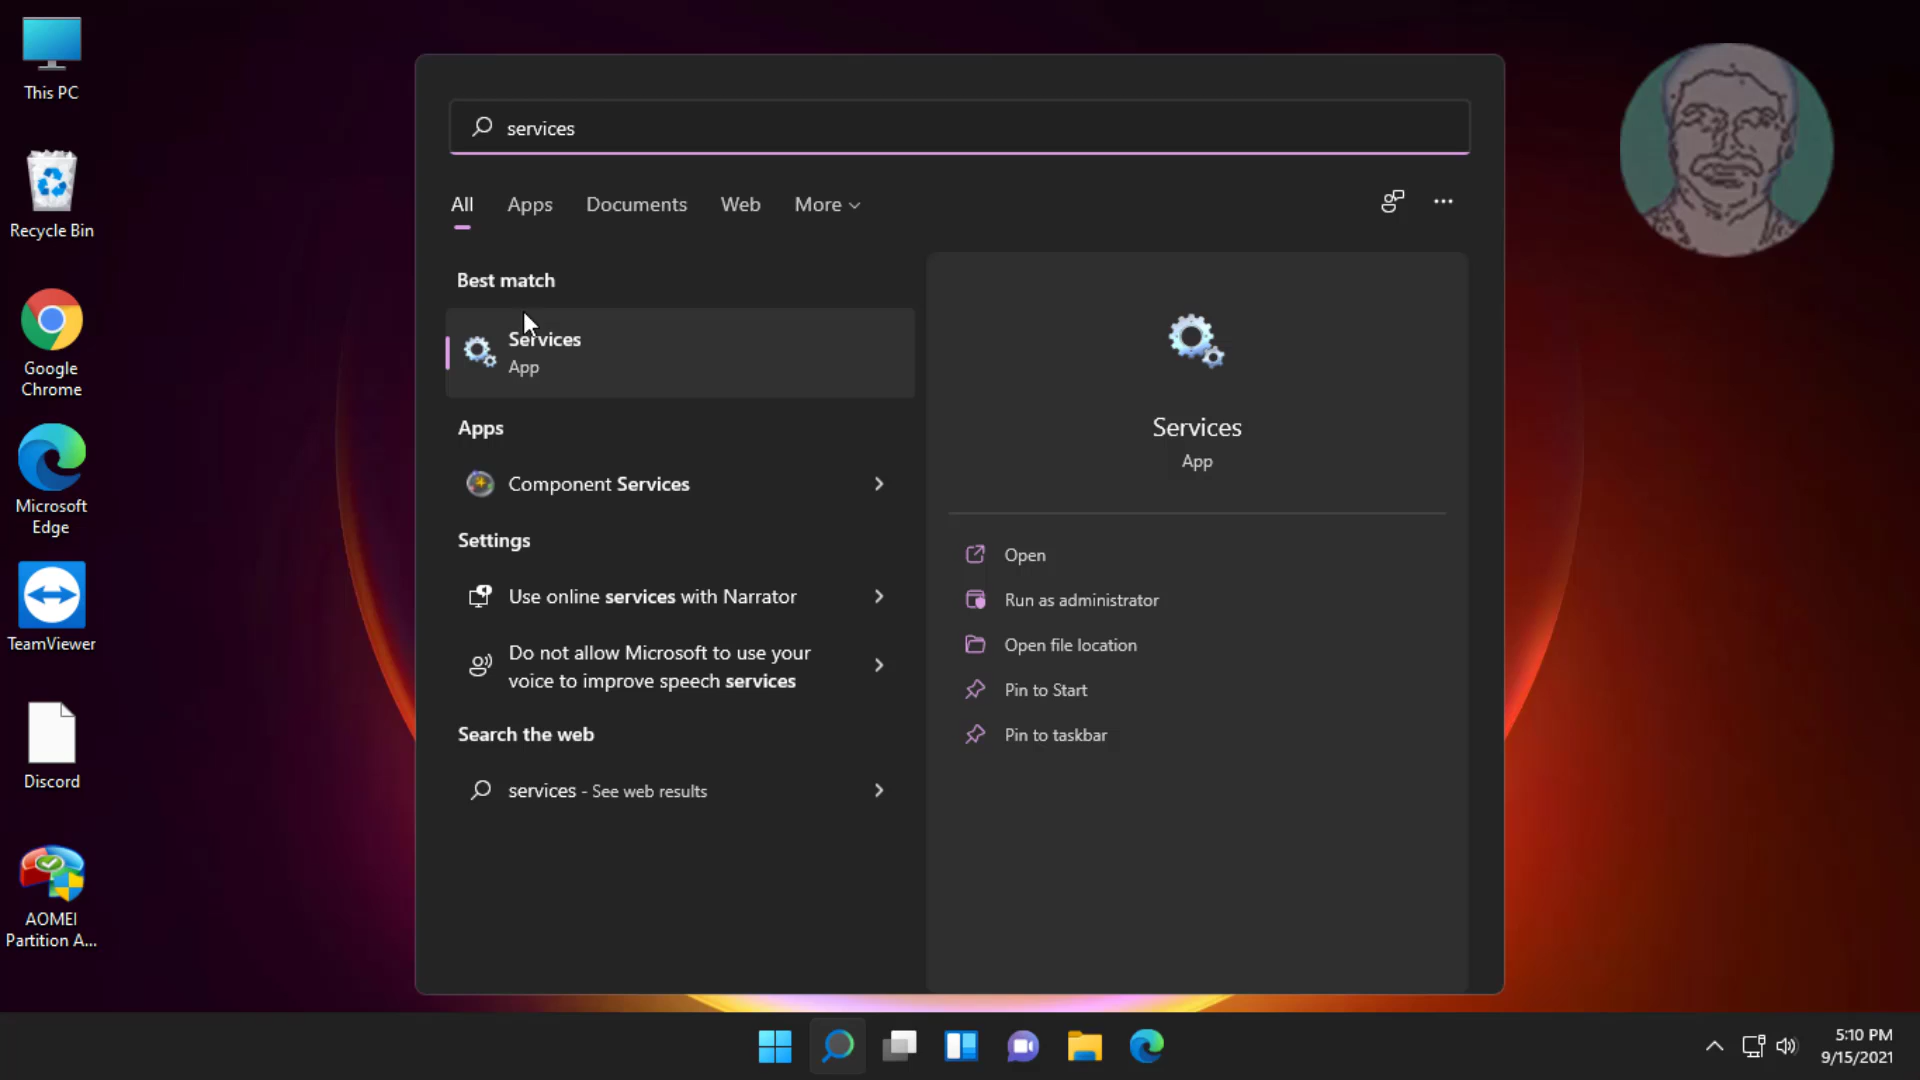 This PC
Recycle Bin
Google
Chrome
Microsoft
Edge
TeamViewer
Discord
AOMEI
Partition A...
services
All
Apps
Documents
Web
More
Best match
Services
App
Apps
Component Services
Settings
Use online services with Narrator
Do not allow Microsoft to use your
voice to improve speech services
Search the web
services - See web results
Services
App
Open
Run as administrator
Open file location
Pin to Start
Pin to taskbar
5:10 PM
9/15/2021